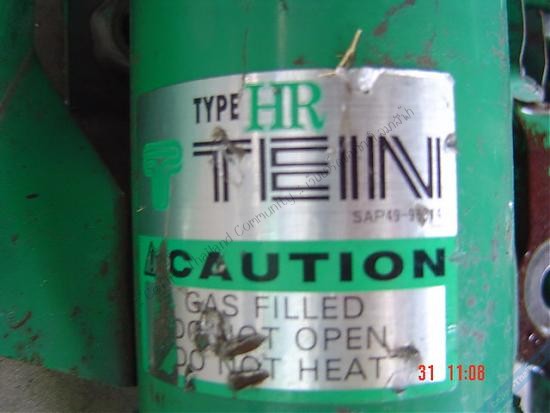 TYPE HR
TEIN
CAUTION
GAS FILLED
DO NOT OPEN
DO NOT HEAT
31 11:08